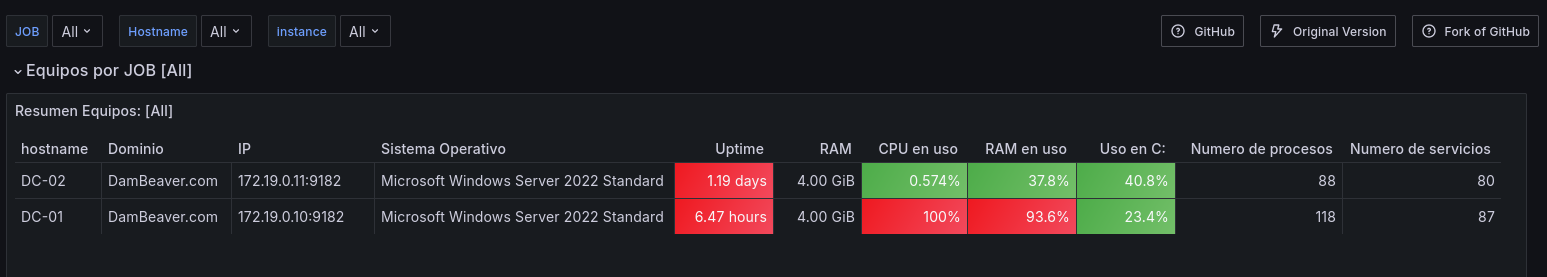 JOB All Hostname All instance All GitHub Original Version Fork of GitHub
Equipos por JOB [All]
Resumen Equipos: [All]
hostname Dominio IP Sistema Operativo Uptime RAM CPU en uso RAM en uso Uso en C: Numero de procesos Numero de servicios
DC-02 DamBeaver.com 172.19.0.11:9182 Microsoft Windows Server 2022 Standard 1.19 days 4.00 GiB 0.574% 37.8% 40.8% 88 80
DC-01 DamBeaver.com 172.19.0.10:9182 Microsoft Windows Server 2022 Standard 6.47 hours 4.00 GiB 100% 93.6% 23.4% 118 87